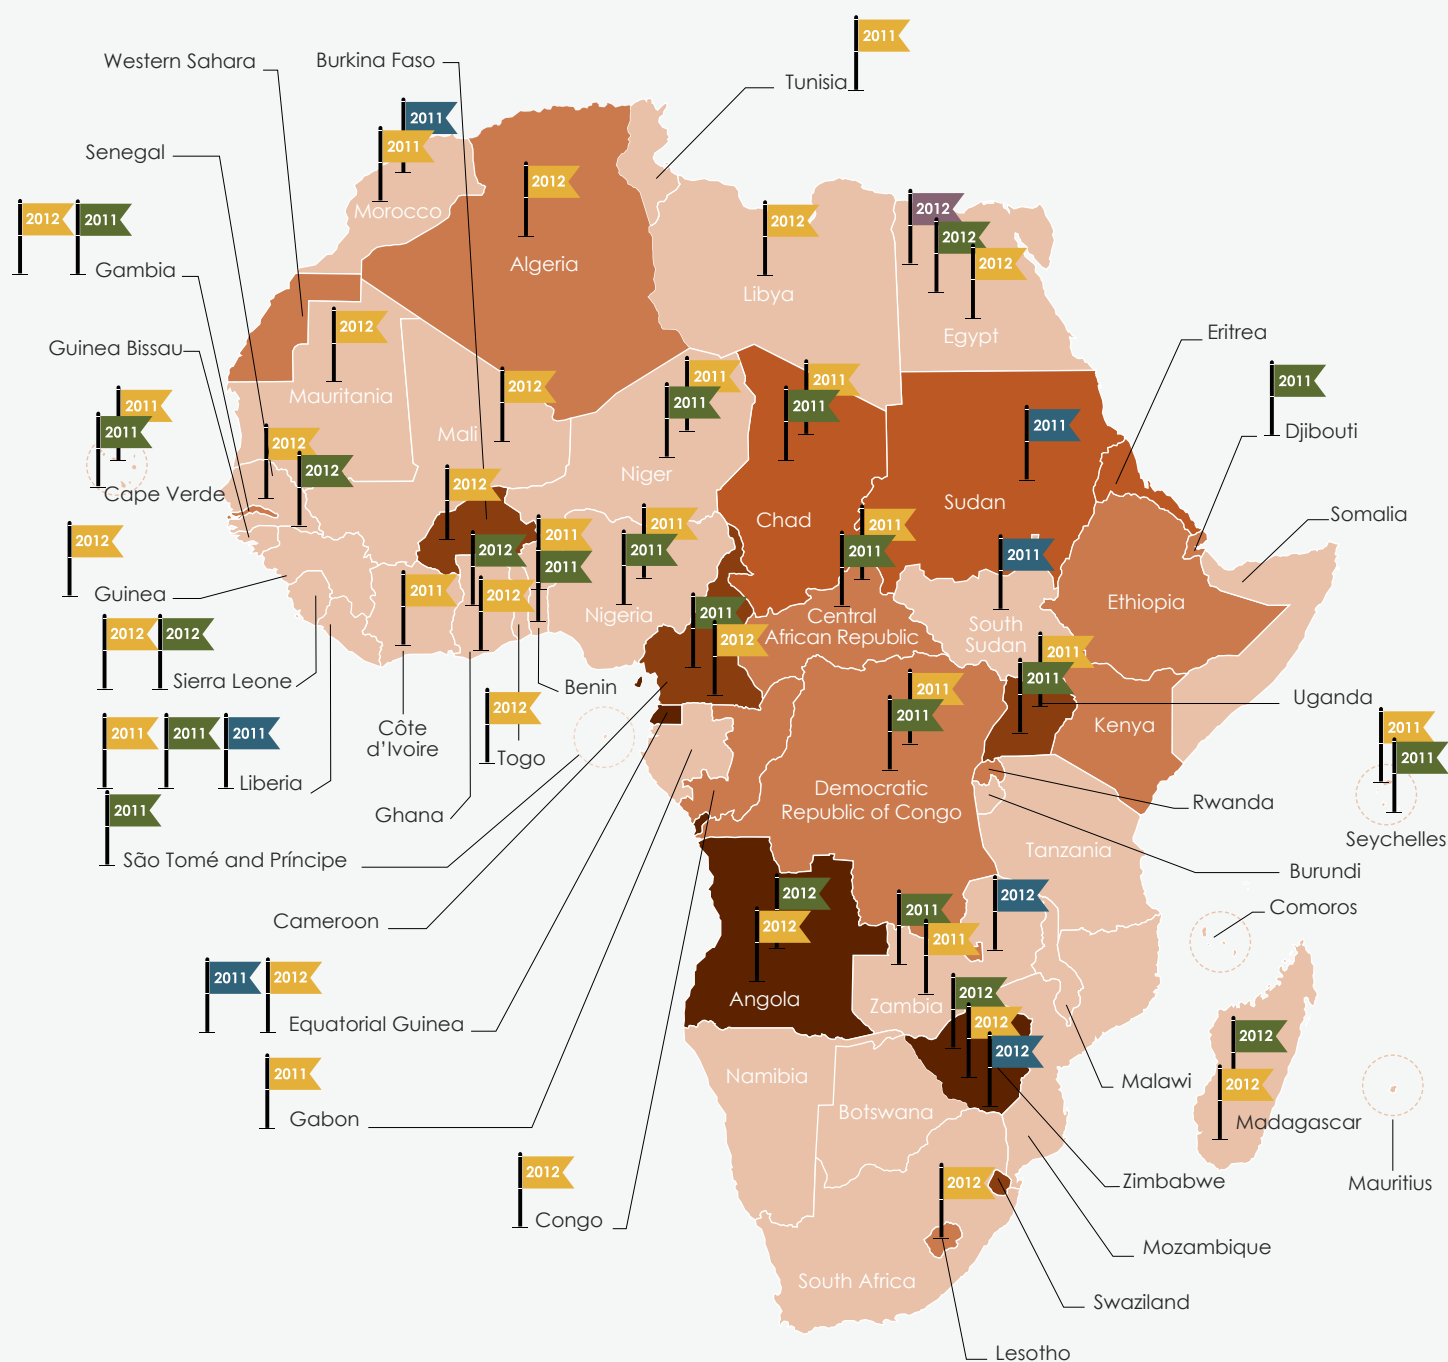 2011
Western Sahara
Burkina Faso
Tunisia
2011
2011
Senegal
Morocco
2012
Algeria
2012
2011
Gambia
2012
Libya
2012
2012
2012
Egypt
Guinea Bissau
2012
Mauritania
Eritrea
2011
Djibouti
2011
2011
Cape Verde
2012
2012
2012
Mali
2011
2011
Niger
2011
2011
Chad
2011
Sudan
Somalia
2012
Guinea
2012
2012
2011
2012
2011
2011
2011
2011
Nigeria
2011
2011
Central
African Republic
2011
South
Sudan
Ethiopia
2012
2012
Sierra Leone
2011
Côte
d’Ivoire
2012
Togo
Benin
2011
2012
2011
2011
Uganda
Kenya
2011
2011
2011
Liberia
Ghana
2011
2011
Democratic
Republic of Congo
Rwanda
2011
2011
Seychelles
2011
São Tomé and Príncipe
Tanzania
Burundi
Cameroon
2012
2012
Angola
2011
2011
2012
Comoros
2011
2012
Equatorial Guinea
Zambia
2012
2012
2012
Malawi
2012
2012
Madagascar
2011
Gabon
Namibia
Botswana
Zimbabwe
Mauritius
2012
Congo
2012
Mozambique
South Africa
Swaziland
Lesotho